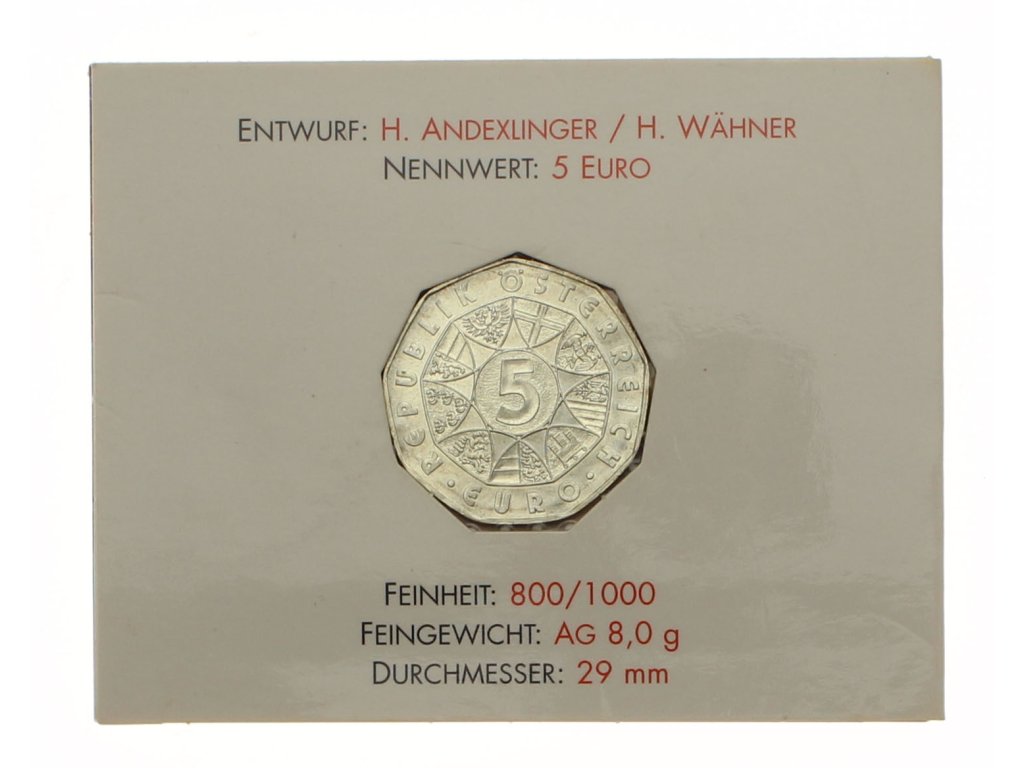 ENTWURF: H. ANDEXLINGER / H. WÄHNER
NENNWERT: 5 EURO
· REPUBLIK ÖSTERREICH ·
5
EURO
FEINHEIT: 800/1000
FEINGEWICHT: AG 8,0 g
DURCHMESSER: 29 mm